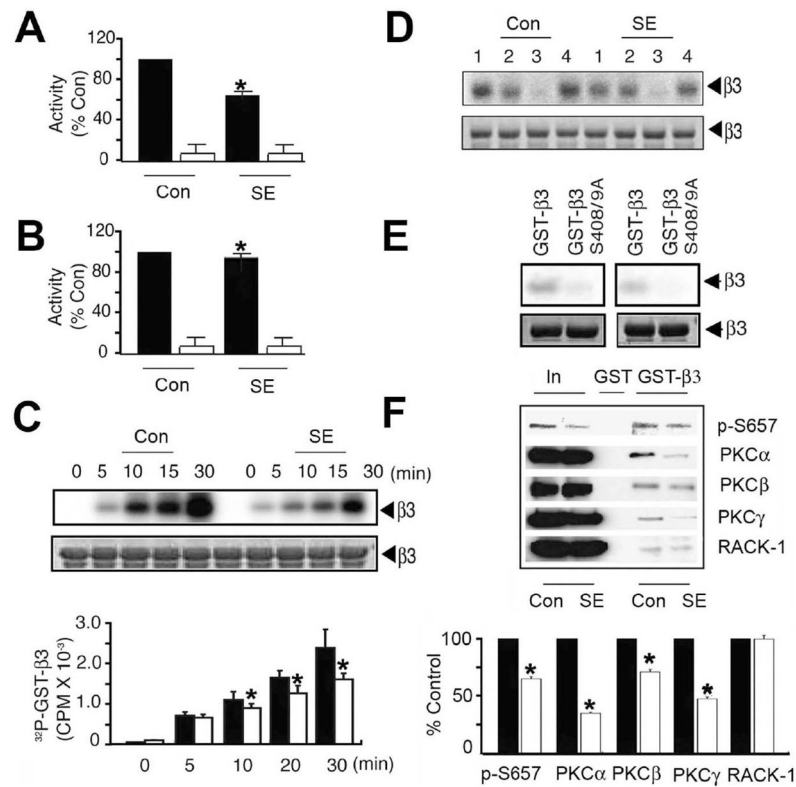 A
Activity
(% Con)
120
80
40
0
*
Con
SE
B
Activity
(% Con)
120
80
40
0
*
Con
SE
C
Con
SE
0 5 10 15 30 0 5 10 15 30 (min)
β3
β3
³²P-GST-β3
(CPM X 10⁻³)
3.0
2.0
1.0
0
* * *
0 5 10 20 30 (min)
D
Con
SE
1 2 3 4 1 2 3 4
β3
β3
E
GST-β3
GST-β3
S408/9A
GST-β3
GST-β3
S408/9A
β3
β3
F
In GST GST-β3
p-S657
PKCα
PKCβ
PKCγ
RACK-1
Con SE Con SE
% Control
100
50
0
* * * *
p-S657 PKCα PKCβ PKCγ RACK-1